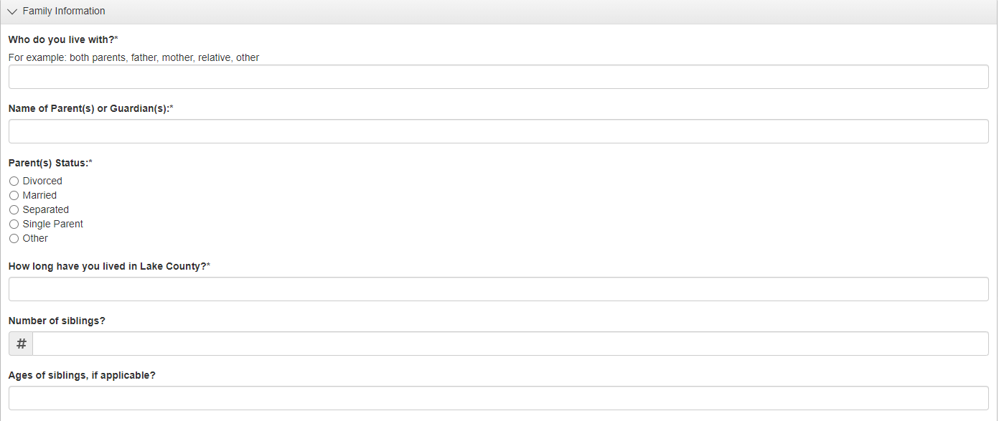 Family Information
Who do you live with?*
For example: both parents, father, mother, relative, other
Name of Parent(s) or Guardian(s):*
Parent(s) Status:*
Divorced
Married
Separated
Single Parent
Other
How long have you lived in Lake County?*
Number of siblings?
#
Ages of siblings, if applicable?